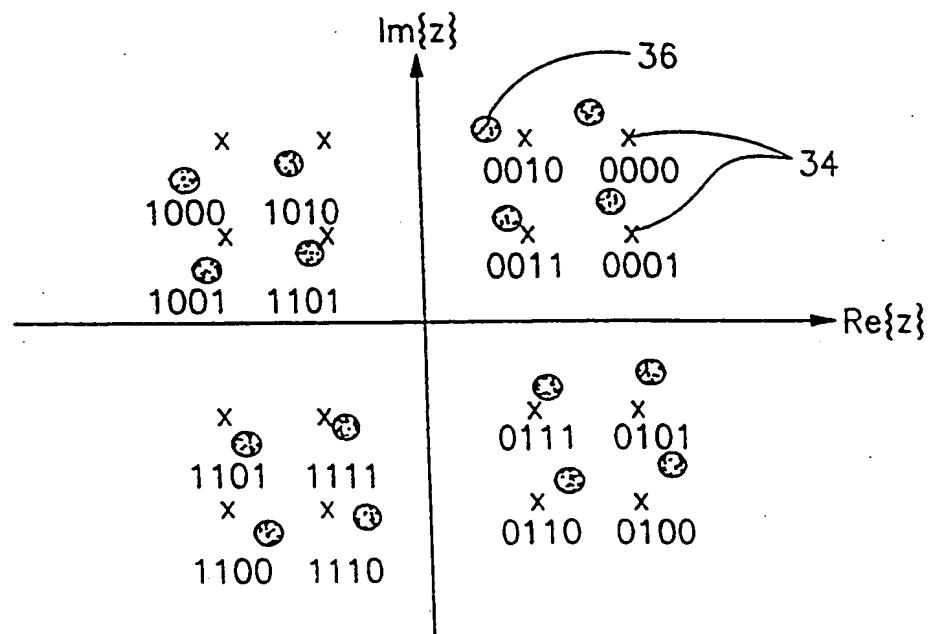 Im{z}
36
x x x x
0010 0000 34
1000 1010
x x x x
0011 0001
1001 1101
Re{z}
x x x x
0111 0101
1101 1111
x x x x
0110 0100
1100 1110